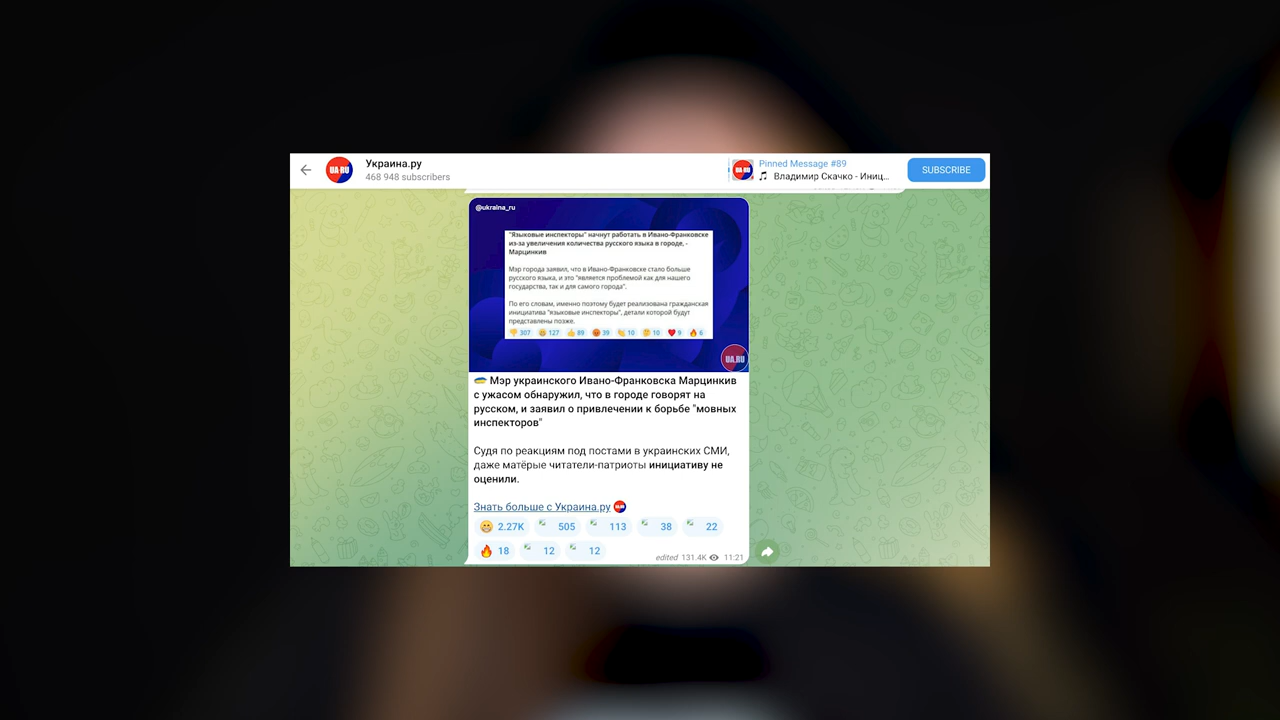 Украина.ру
468 948 subscribers
UA·RU
Pinned Message #89
Владимир Скачко - Иниц...
SUBSCRIBE
@ukraina_ru
"Языковые инспекторы" начнут работать в Ивано-Франковске
из-за увеличения количества русского языка в городе, -
Марцинкив
Мэр города заявил, что в Ивано-Франковске стало больше
русского языка, и это "является проблемой как для нашего
государства, так и для самого города".
По его словам, именно поэтому будет реализована гражданская
инициатива "языковые инспекторы", детали которой будут
представлены позже.
307 127 89 39 10 10 9 6
UA.RU
Мэр украинского Ивано-Франковска Марцинкив
с ужасом обнаружил, что в городе говорят на
русском, и заявил о привлечении к борьбе "мовных
инспекторов"
Судя по реакциям под постами в украинских СМИ,
даже матёрые читатели-патриоты инициативу не
оценили.
Знать больше с Украина.ру
2.27K 505 113 38 22
18 12 12
edited 131.4K 11:21